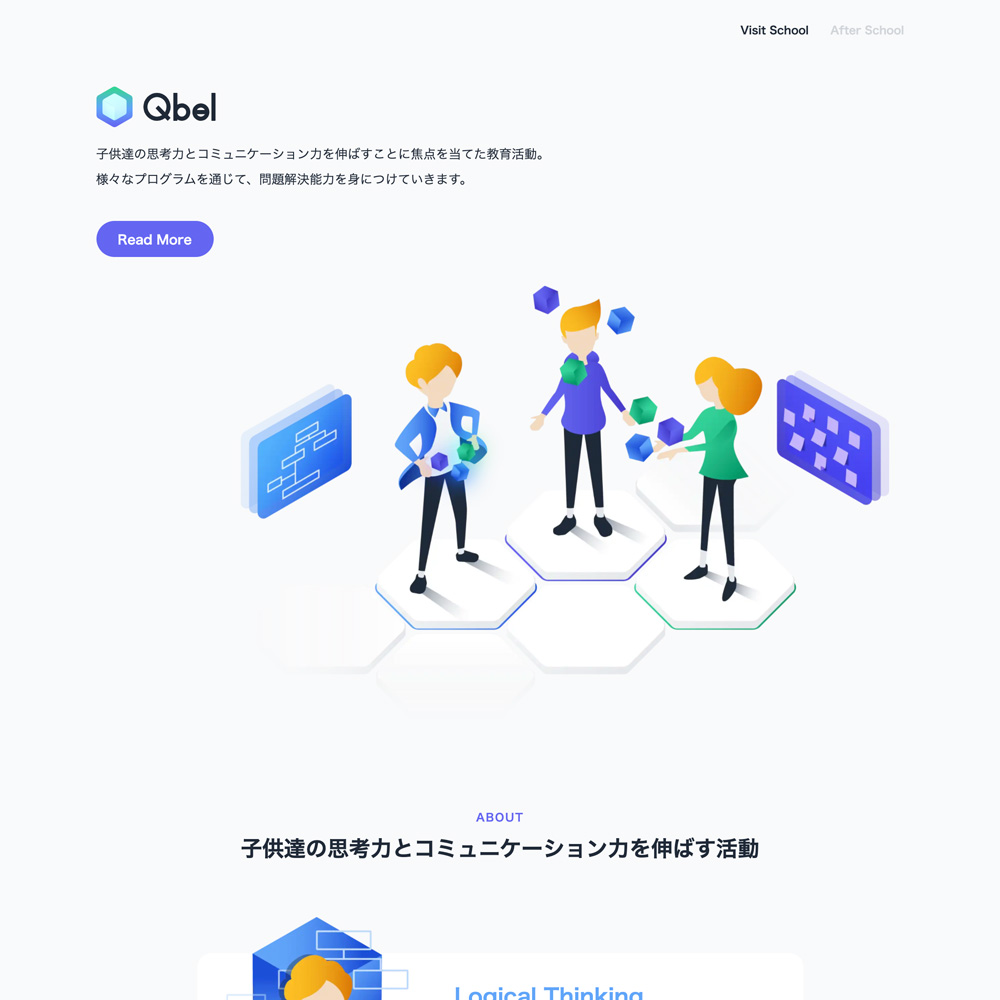 Visit School After School
Qbel
子供達の思考力とコミュニケーション力を伸ばすことに焦点を当てた教育活動。
様々なプログラムを通じて、問題解決能力を身につけていきます。
Read More
ABOUT
子供達の思考力とコミュニケーション力を伸ばす活動
Logical Thinking